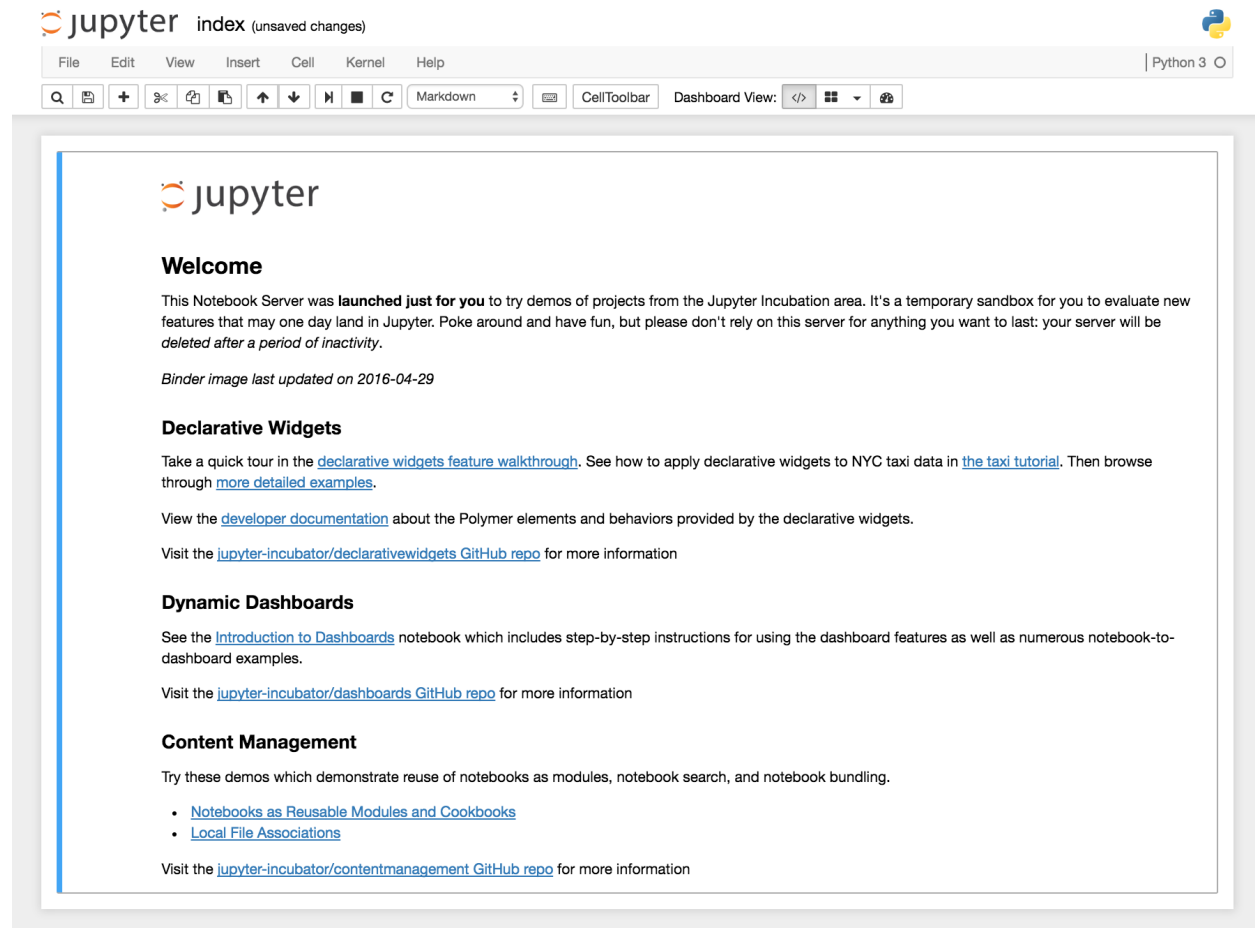 jupyter index (unsaved changes)
File Edit View Insert Cell Kernel Help Python 3
Markdown CellToolbar Dashboard View: </>
jupyter
Welcome
This Notebook Server was launched just for you to try demos of projects from the Jupyter Incubation area. It's a temporary sandbox for you to evaluate new
features that may one day land in Jupyter. Poke around and have fun, but please don't rely on this server for anything you want to last: your server will be
deleted after a period of inactivity.
Binder image last updated on 2016-04-29
Declarative Widgets
Take a quick tour in the declarative widgets feature walkthrough. See how to apply declarative widgets to NYC taxi data in the taxi tutorial. Then browse
through more detailed examples.
View the developer documentation about the Polymer elements and behaviors provided by the declarative widgets.
Visit the jupyter-incubator/declarativewidgets GitHub repo for more information
Dynamic Dashboards
See the Introduction to Dashboards notebook which includes step-by-step instructions for using the dashboard features as well as numerous notebook-to-
dashboard examples.
Visit the jupyter-incubator/dashboards GitHub repo for more information
Content Management
Try these demos which demonstrate reuse of notebooks as modules, notebook search, and notebook bundling.
• Notebooks as Reusable Modules and Cookbooks
• Local File Associations
Visit the jupyter-incubator/contentmanagement GitHub repo for more information